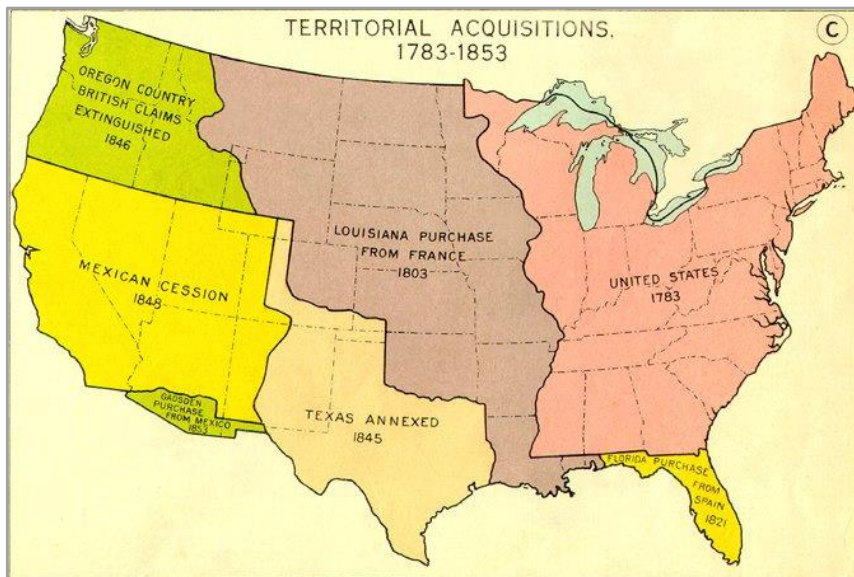 TERRITORIAL ACQUISITIONS.
1783-1853
C
OREGON COUNTRY
BRITISH CLAIMS
EXTINGUISHED
1846
LOUISIANA PURCHASE
FROM FRANCE
1803
UNITED STATES
1783
MEXICAN CESSION
1848
GADSDEN
PURCHASE
FROM MEXICO
1853
TEXAS ANNEXED
1845
FLORIDA PURCHASE
FROM
SPAIN
1821